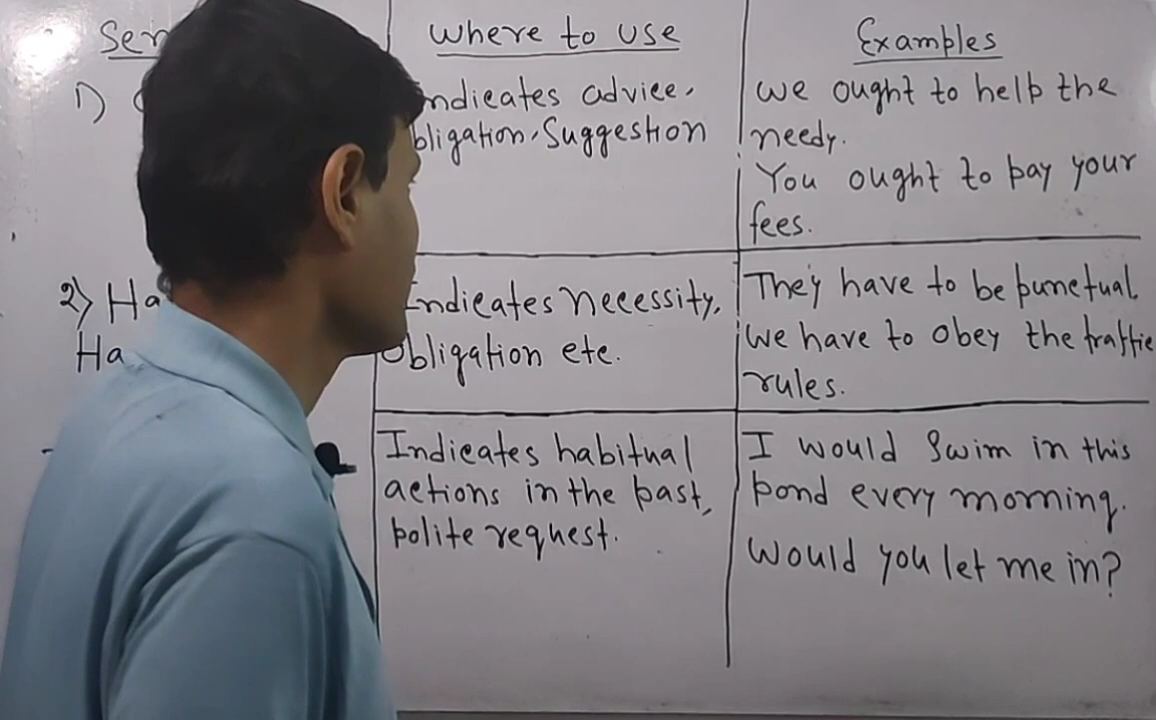 Where to use
Examples
1)
ndicates advice,
bligation, Suggestion
We ought to help the
needy.
You ought to pay your
fees.
2) Ha
Ha
Indicates necessity,
Obligation etc.
They have to be punctual.
We have to obey the traffic
rules.
Indicates habitual
actions in the past,
polite request.
I would swim in this
pond every morning.
Would you let me in?